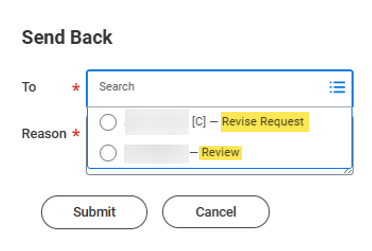 Send Back
To *
Search
[C] – Revise Request
Reason *
– Review
Submit
Cancel